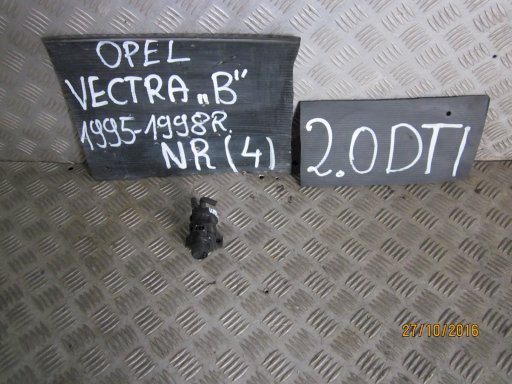 OPEL
VECTRA „B"
1995-1998R.
NR (4)
2.0 DTI
27/10/2016